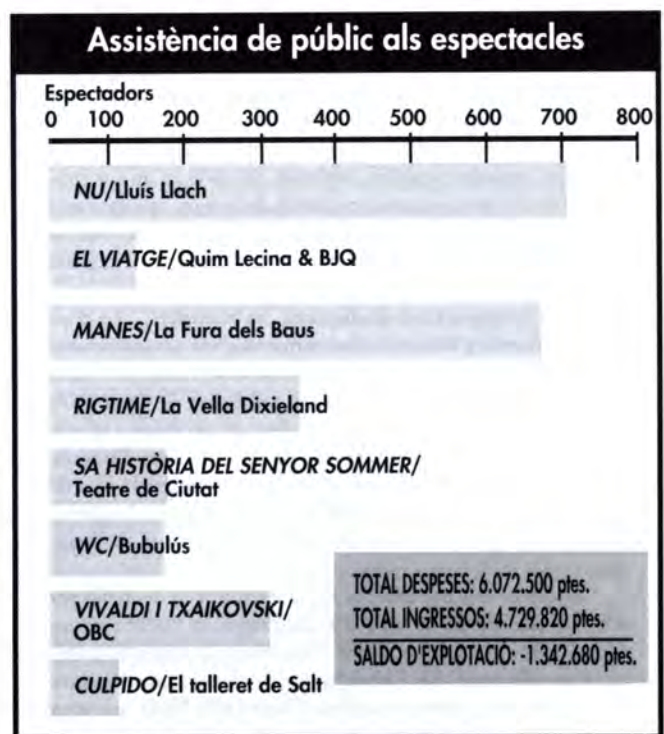 Assistència de públic als espectacles
Espectadors
0 100 200 300 400 500 600 700 800
NU/Lluís Llach
EL VIATGE/Quim Lecina & BJQ
MANES/La Fura dels Baus
RIGTIME/La Vella Dixieland
SA HISTÒRIA DEL SENYOR SOMMER/
Teatre de Ciutat
WC/Bubulús
VIVALDI I TXAIKOVSKI/
OBC
CULPIDO/El talleret de Salt
TOTAL DESPESES: 6.072.500 ptes.
TOTAL INGRESSOS: 4.729.820 ptes.
SALDO D'EXPLOTACIÓ: -1.342.680 ptes.